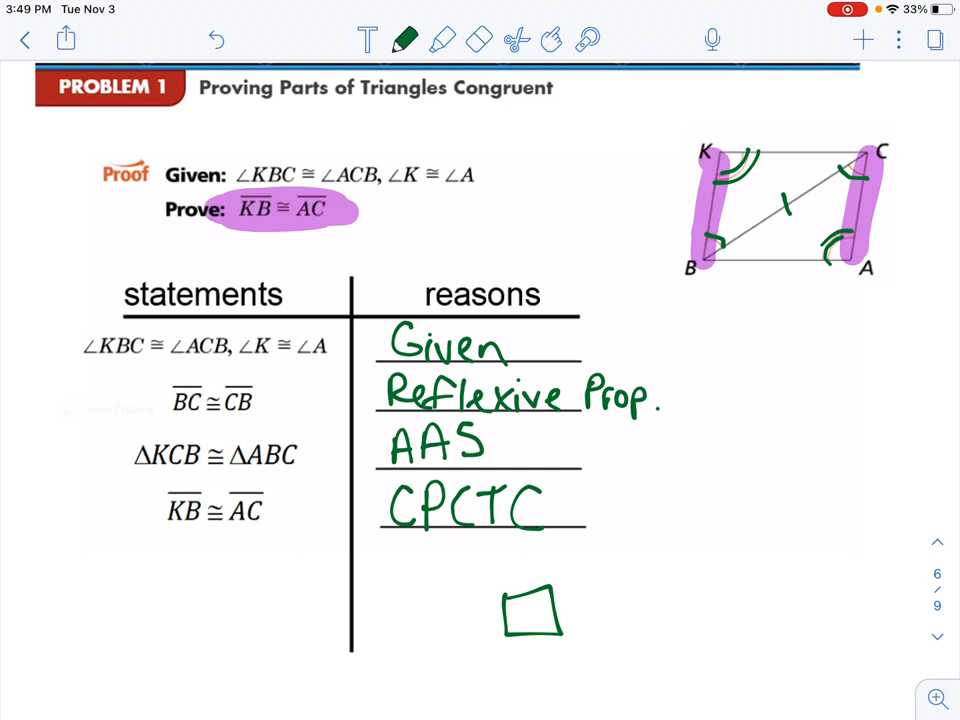 3:49 PM Tue Nov 3
33%
T
PROBLEM 1 Proving Parts of Triangles Congruent
Proof Given: ∠KBC ≅ ∠ACB, ∠K ≅ ∠A
Prove: KB ≅ AC
K C
B A
statements reasons
∠KBC ≅ ∠ACB, ∠K ≅ ∠A Given
BC ≅ CB Reflexive Prop.
ΔKCB ≅ ΔABC AAS
KB ≅ AC CPCTC
6
/
9